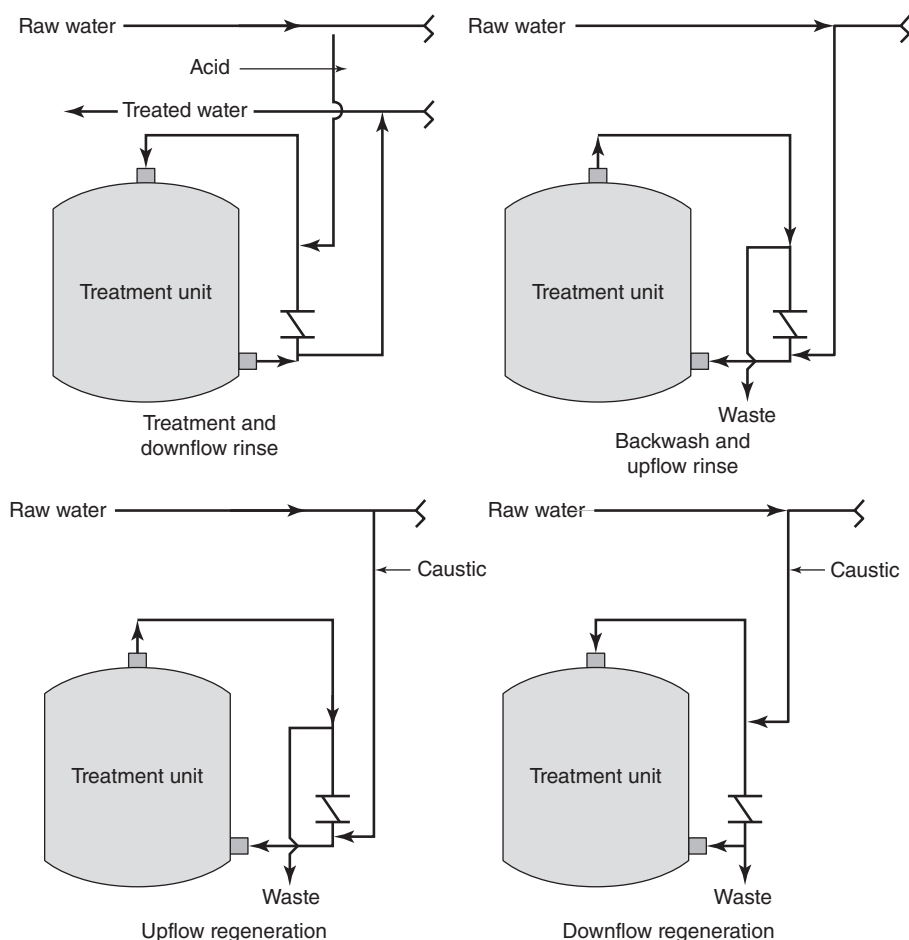 Raw water
Acid
Treated water
Treatment unit
Treatment and
downflow rinse
Raw water
Treatment unit
Waste
Backwash and
upflow rinse
Raw water
Caustic
Treatment unit
Waste
Upflow regeneration
Raw water
Caustic
Treatment unit
Waste
Downflow regeneration